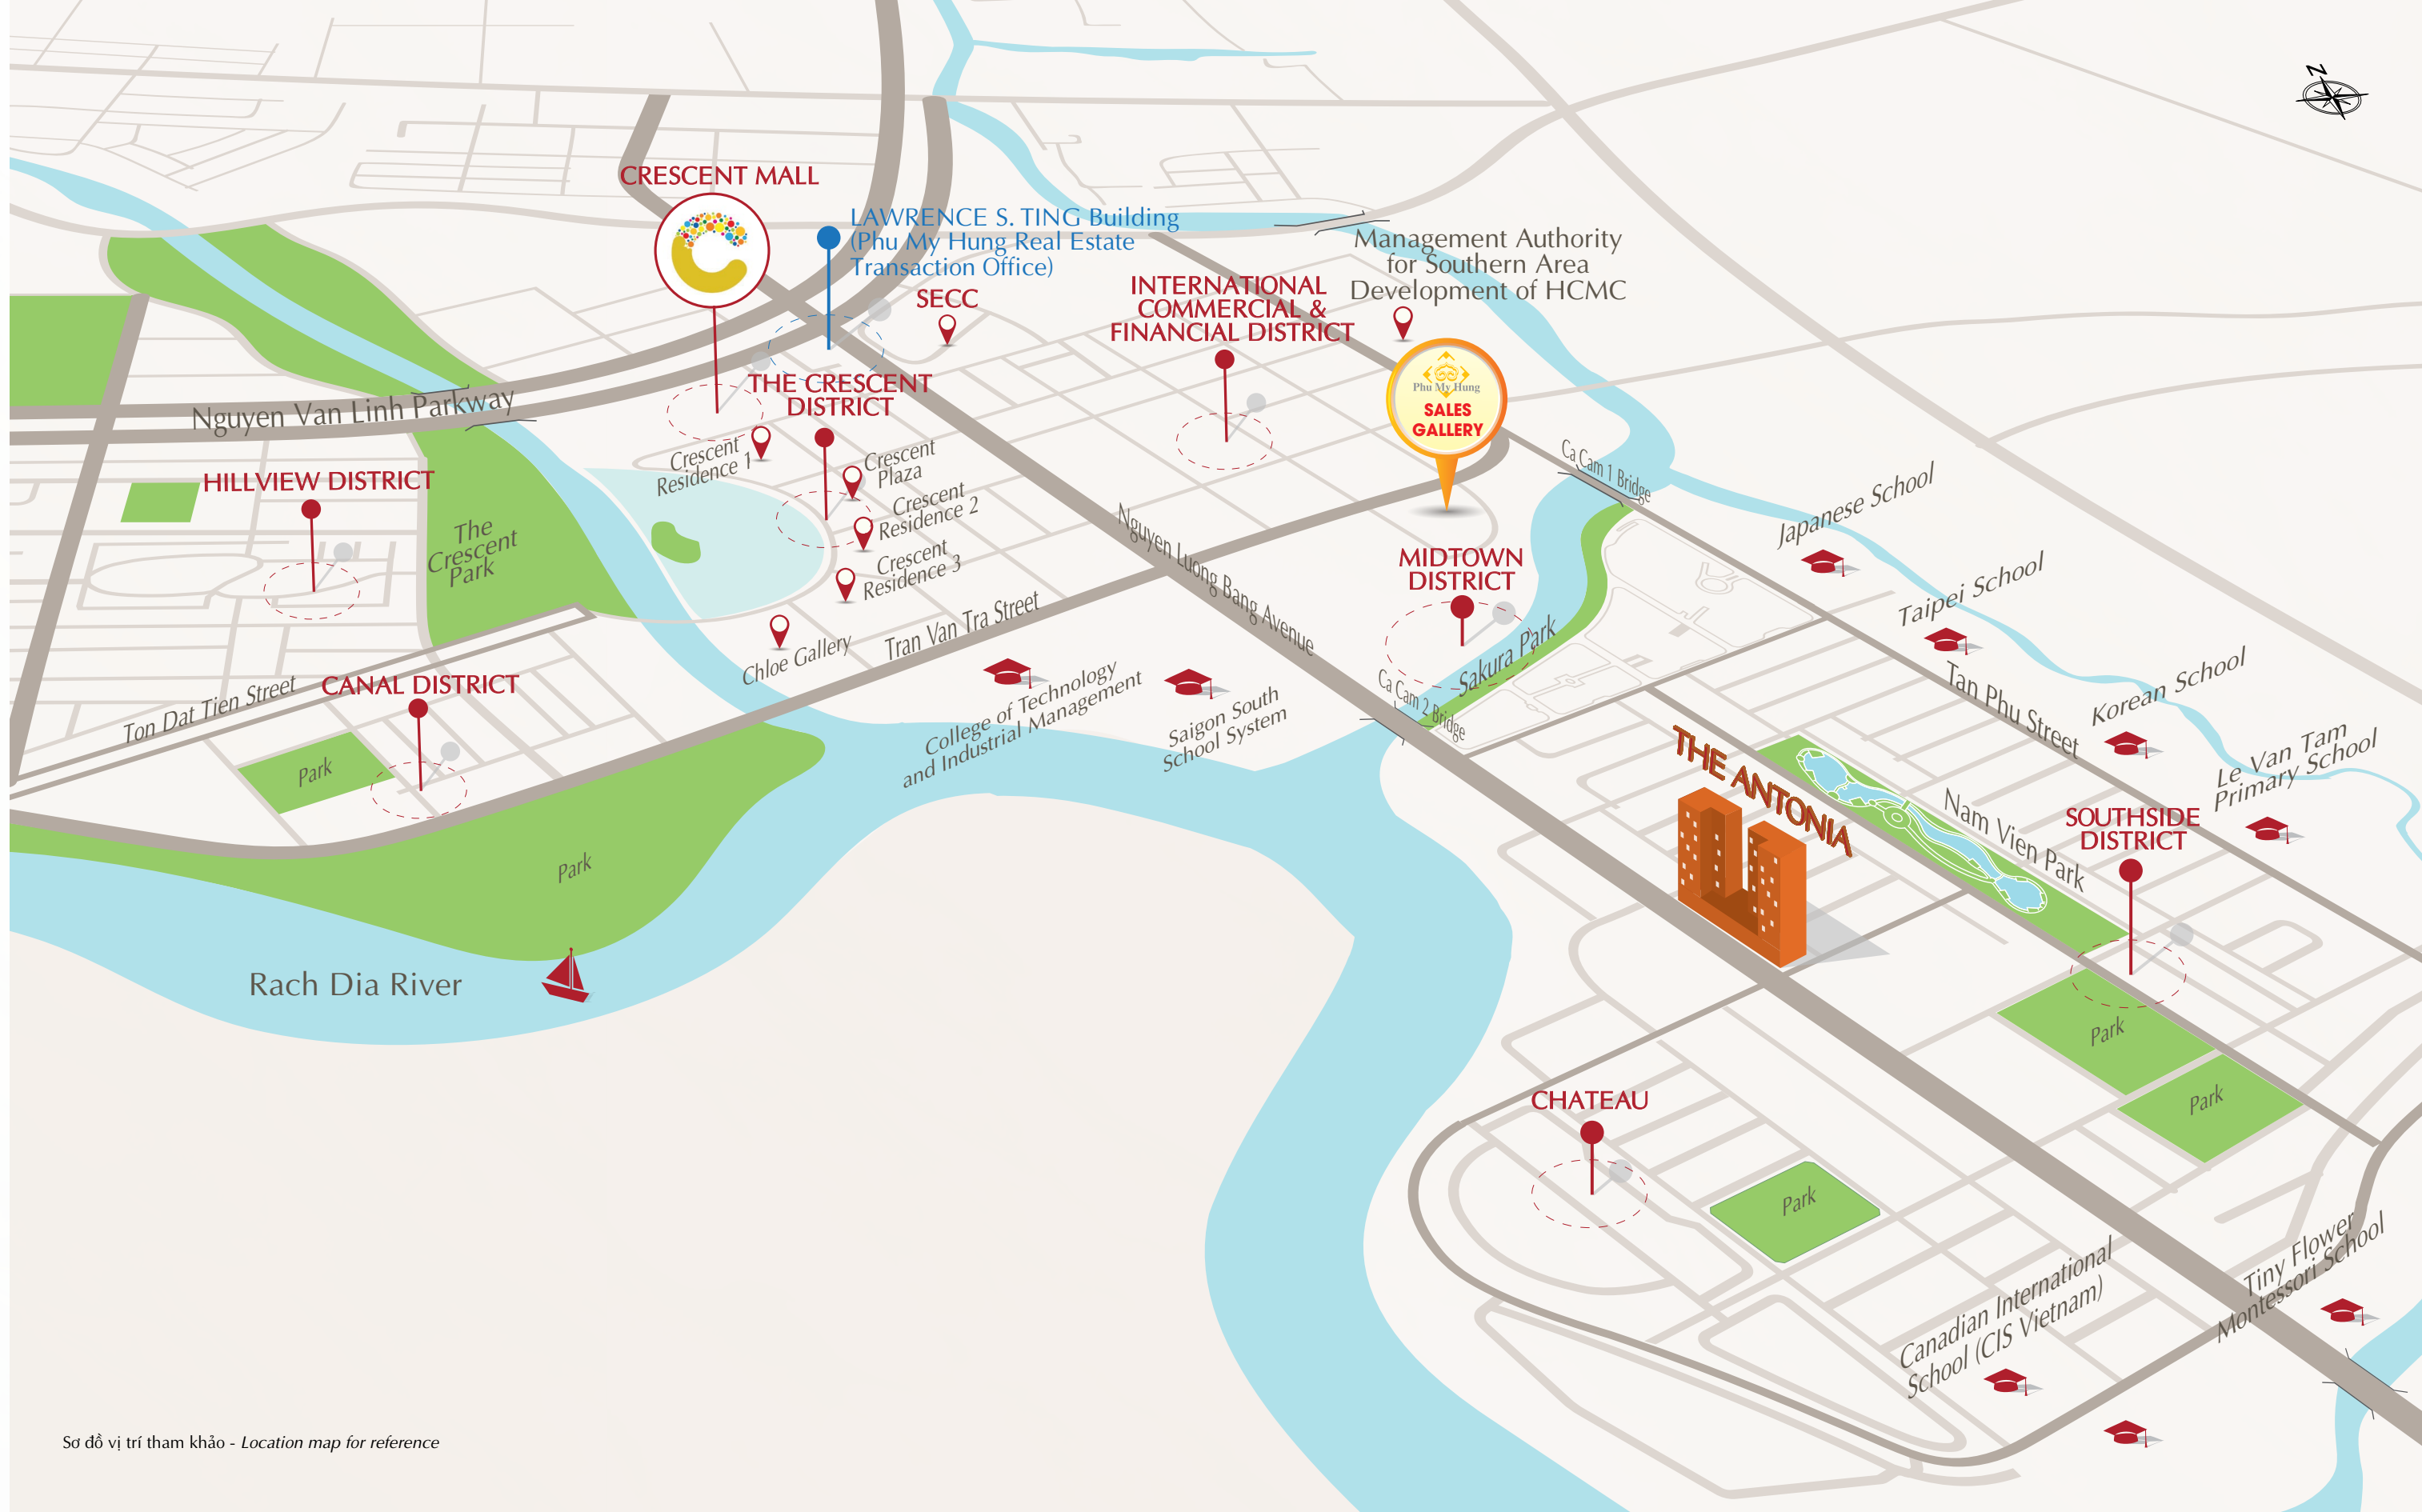 N
CRESCENT MALL
LAWRENCE S. TING Building
(Phu My Hung Real Estate
Transaction Office)
SECC
INTERNATIONAL
COMMERCIAL &
FINANCIAL DISTRICT
Management Authority
for Southern Area
Development of HCMC
Phu My Hung
SALES
GALLERY
THE CRESCENT
DISTRICT
Nguyen Van Linh Parkway
Crescent
Residence 1
Crescent
Plaza
Crescent
Residence 2
Crescent
Residence 3
Ca Cam 1 Bridge
Japanese School
HILLVIEW DISTRICT
The
Crescent
Park
Nguyen Luong Bang Avenue
MIDTOWN
DISTRICT
Taipei School
Chloe Gallery
Tran Van Tra Street
Sakura Park
Ca Cam 2 Bridge
Tan Phu Street
Korean School
Ton Dat Tien Street
CANAL DISTRICT
College of Technology
and Industrial Management
Saigon South
School System
Le Van Tam
Primary School
Park
THE ANTONIA
Nam Vien Park
SOUTHSIDE
DISTRICT
Park
Rach Dia River
Park
Park
CHATEAU
Park
Tiny Flower
Montessori School
Canadian International
School (CIS Vietnam)
Sơ đồ vị trí tham khảo - Location map for reference